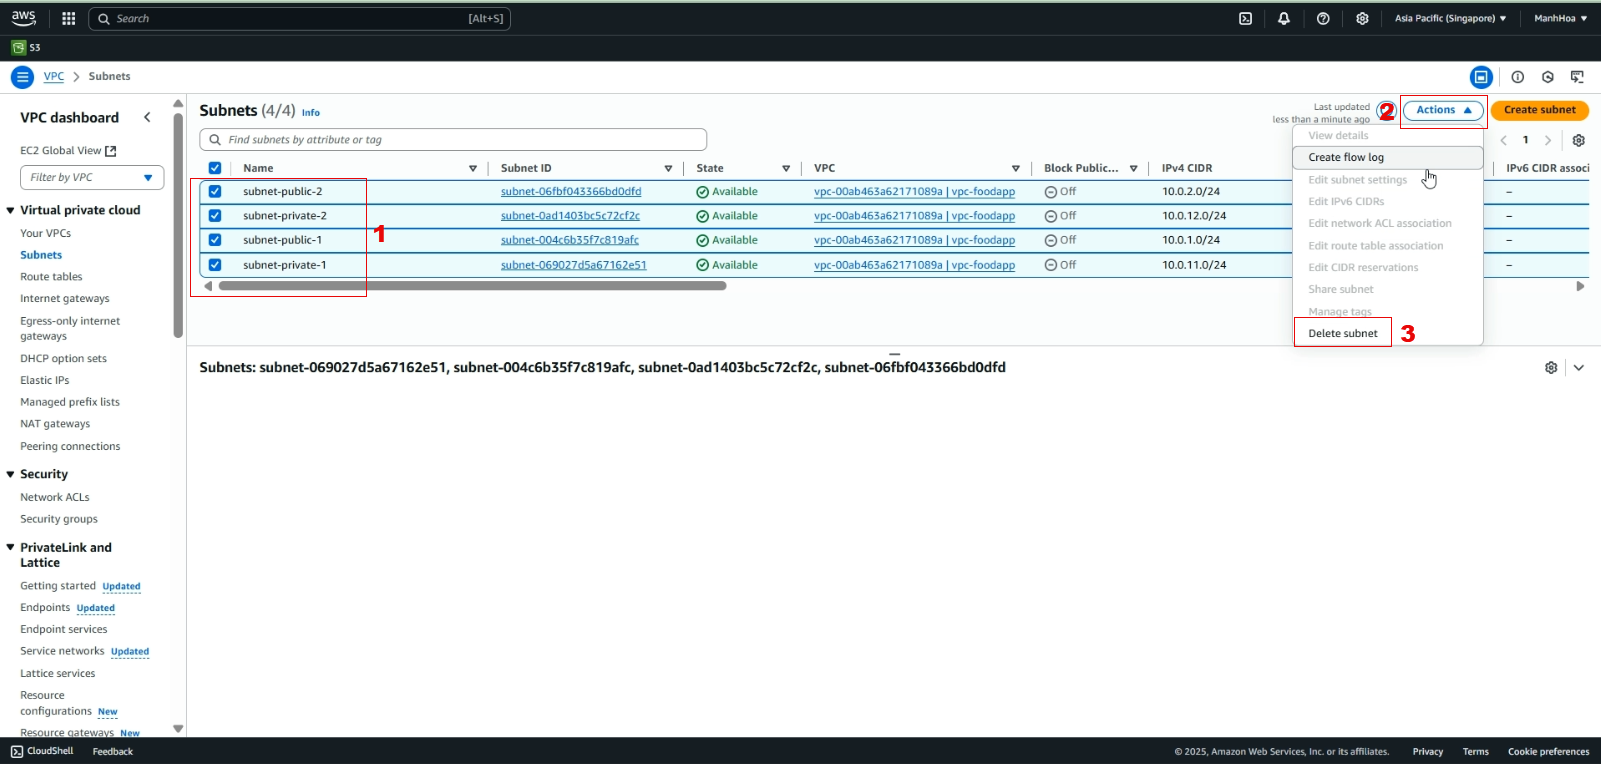 aws
Search
[Alt+S]
Asia Pacific (Singapore)
ManhHoa
S3
VPC
Subnets
VPC dashboard
EC2 Global View
Filter by VPC
Virtual private cloud
Your VPCs
Subnets
Route tables
Internet gateways
Egress-only internet
gateways
DHCP option sets
Elastic IPs
Managed prefix lists
NAT gateways
Peering connections
Security
Network ACLs
Security groups
PrivateLink and
Lattice
Getting started Updated
Endpoints Updated
Endpoint services
Service networks Updated
Lattice services
Resource
configurations New
Resource gateways New
Subnets (4/4) Info
Last updated
less than a minute ago
2
Actions
Create subnet
Find subnets by attribute or tag
1
Name Subnet ID State VPC Block Public... IPv4 CIDR IPv6 CIDR associ
subnet-public-2 subnet-06fbf043366bd0dfd Available vpc-00ab463a62171089a | vpc-foodapp Off 10.0.2.0/24 –
subnet-private-2 subnet-0ad1403bc5c72cf2c Available vpc-00ab463a62171089a | vpc-foodapp Off 10.0.12.0/24 –
subnet-public-1 subnet-004c6b35f7c819afc Available vpc-00ab463a62171089a | vpc-foodapp Off 10.0.1.0/24 –
subnet-private-1 subnet-069027d5a67162e51 Available vpc-00ab463a62171089a | vpc-foodapp Off 10.0.11.0/24 –
1
View details
Create flow log
Edit subnet settings
Edit IPv6 CIDRs
Edit network ACL association
Edit route table association
Edit CIDR reservations
Share subnet
Manage tags
Delete subnet
3
Subnets: subnet-069027d5a67162e51, subnet-004c6b35f7c819afc, subnet-0ad1403bc5c72cf2c, subnet-06fbf043366bd0dfd
CloudShell
Feedback
© 2025, Amazon Web Services, Inc. or its affiliates.
Privacy
Terms
Cookie preferences